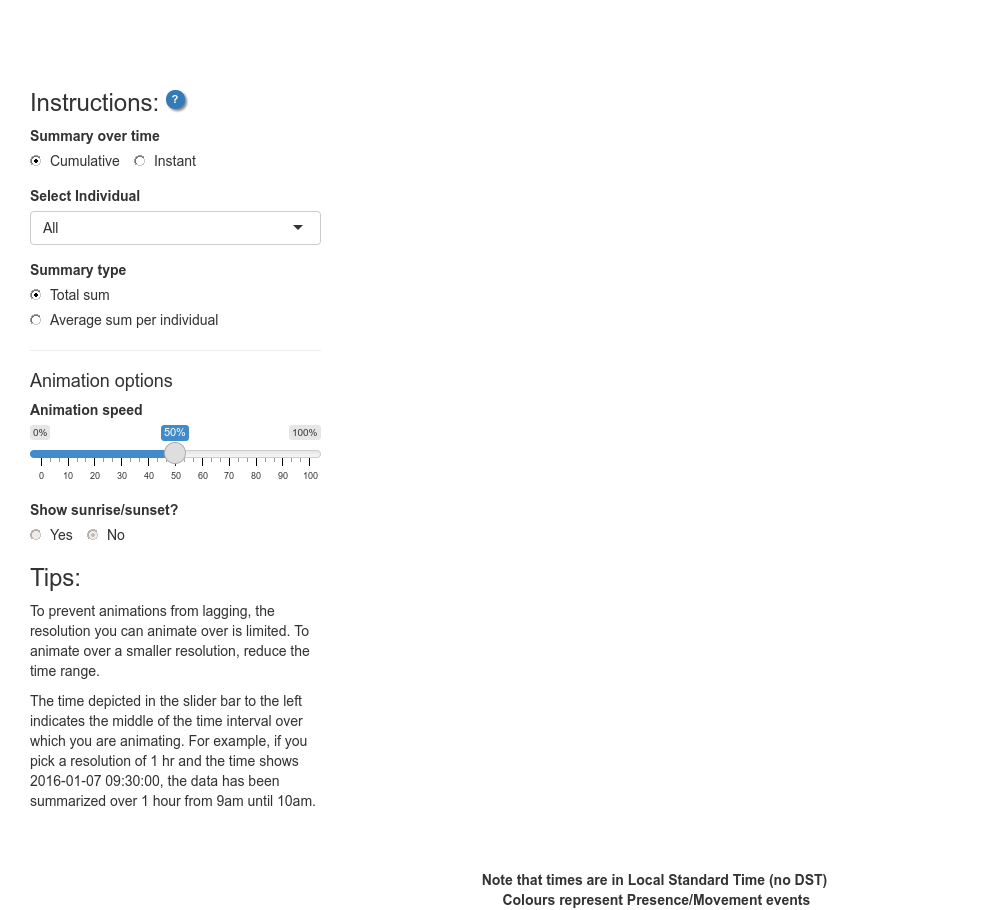 Instructions: ?
Summary over time
Cumulative Instant
Select Individual
All
Summary type
Total sum
Average sum per individual
Animation options
Animation speed
0% 50% 100%
0 10 20 30 40 50 60 70 80 90 100
Show sunrise/sunset?
Yes No
Tips:
To prevent animations from lagging, the
resolution you can animate over is limited. To
animate over a smaller resolution, reduce the
time range.
The time depicted in the slider bar to the left
indicates the middle of the time interval over
which you are animating. For example, if you
pick a resolution of 1 hr and the time shows
2016-01-07 09:30:00, the data has been
summarized over 1 hour from 9am until 10am.
Note that times are in Local Standard Time (no DST)
Colours represent Presence/Movement events